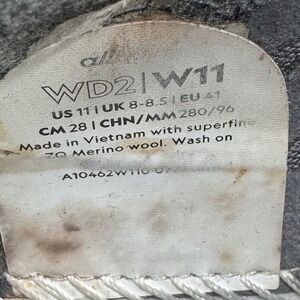 WD2 | W11
US 11 | UK 8-8.5 | EU 41
CM 28 | CHN/MM 280/96
Made in Vietnam with superfine
ZQ Merino wool. Wash on